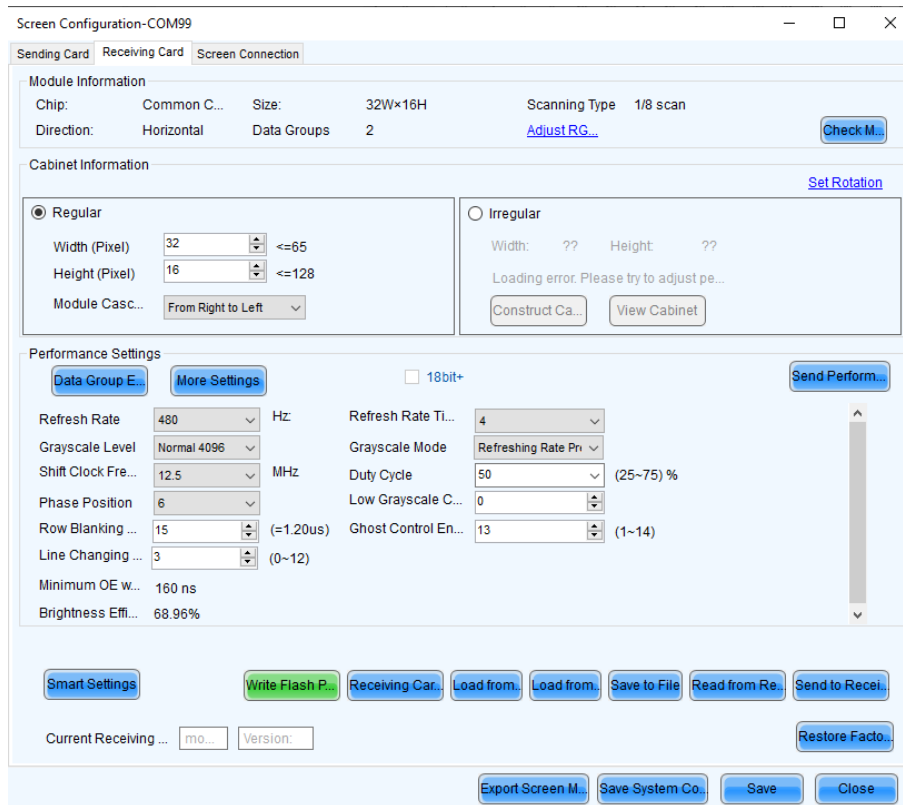 Screen Configuration-COM99
Sending Card Receiving Card Screen Connection
Module Information
Chip: Common C... Size: 32W×16H Scanning Type 1/8 scan
Direction: Horizontal Data Groups 2 Adjust RG... Check M...
Cabinet Information
Set Rotation
Regular Irregular
Width (Pixel) 32 <=65 Width: ?? Height: ??
Height (Pixel) 16 <=128 Loading error. Please try to adjust pe...
Module Casc... From Right to Left Construct Ca... View Cabinet
Performance Settings
Data Group E... More Settings 18bit+ Send Perform...
Refresh Rate 480 Hz: Refresh Rate Ti... 4
Grayscale Level Normal 4096 Grayscale Mode Refreshing Rate Pri
Shift Clock Fre... 12.5 MHz Duty Cycle 50 (25~75) %
Phase Position 6 Low Grayscale C... 0
Row Blanking ... 15 (=1.20us) Ghost Control En... 13 (1~14)
Line Changing ... 3 (0~12)
Minimum OE w... 160 ns
Brightness Effi... 68.96%
Smart Settings Write Flash P... Receiving Car... Load from... Load from... Save to File Read from Re... Send to Recei...
Current Receiving ... mo... Version: Restore Facto...
Export Screen M... Save System Co... Save Close